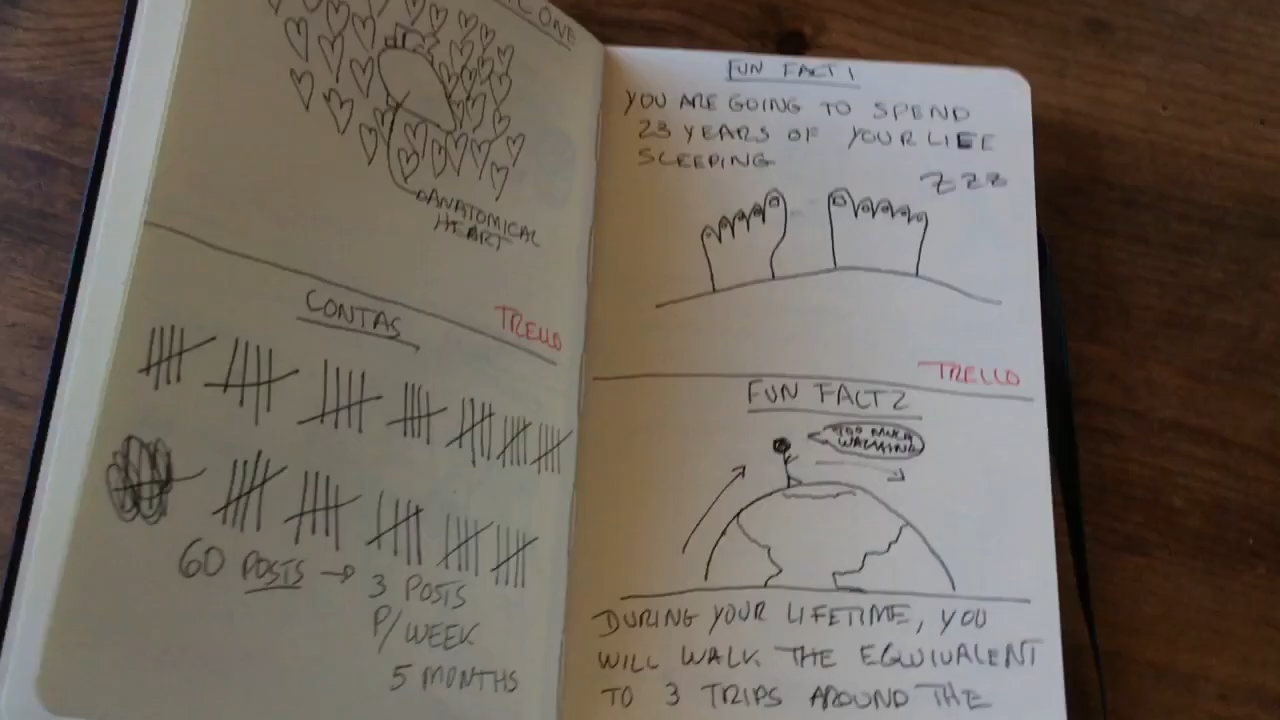 ONE
ANATOMICAL
HEART
TRELLO
CONTAS
60 POSTS → 3 POSTS
P/WEEK
5 MONTHS
FUN FACT 1
YOU ARE GOING TO SPEND
23 YEARS OF YOUR LIFE
SLEEPING
ZZZ
TRELLO
FUN FACT 2
TOO MUCH
WALKING
DURING YOUR LIFETIME, YOU
WILL WALK THE EQWIVALENT
TO 3 TRIPS AROUND THE